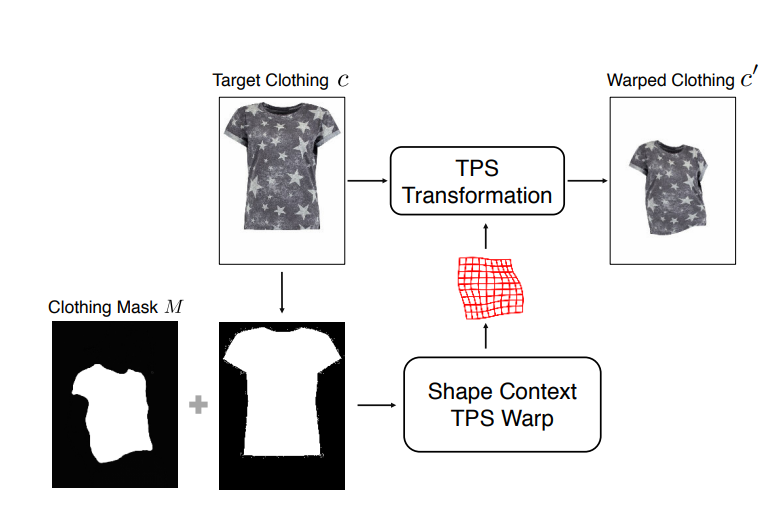 Target Clothing c
Warped Clothing c′
TPS
Transformation
Clothing Mask M
Shape Context
TPS Warp